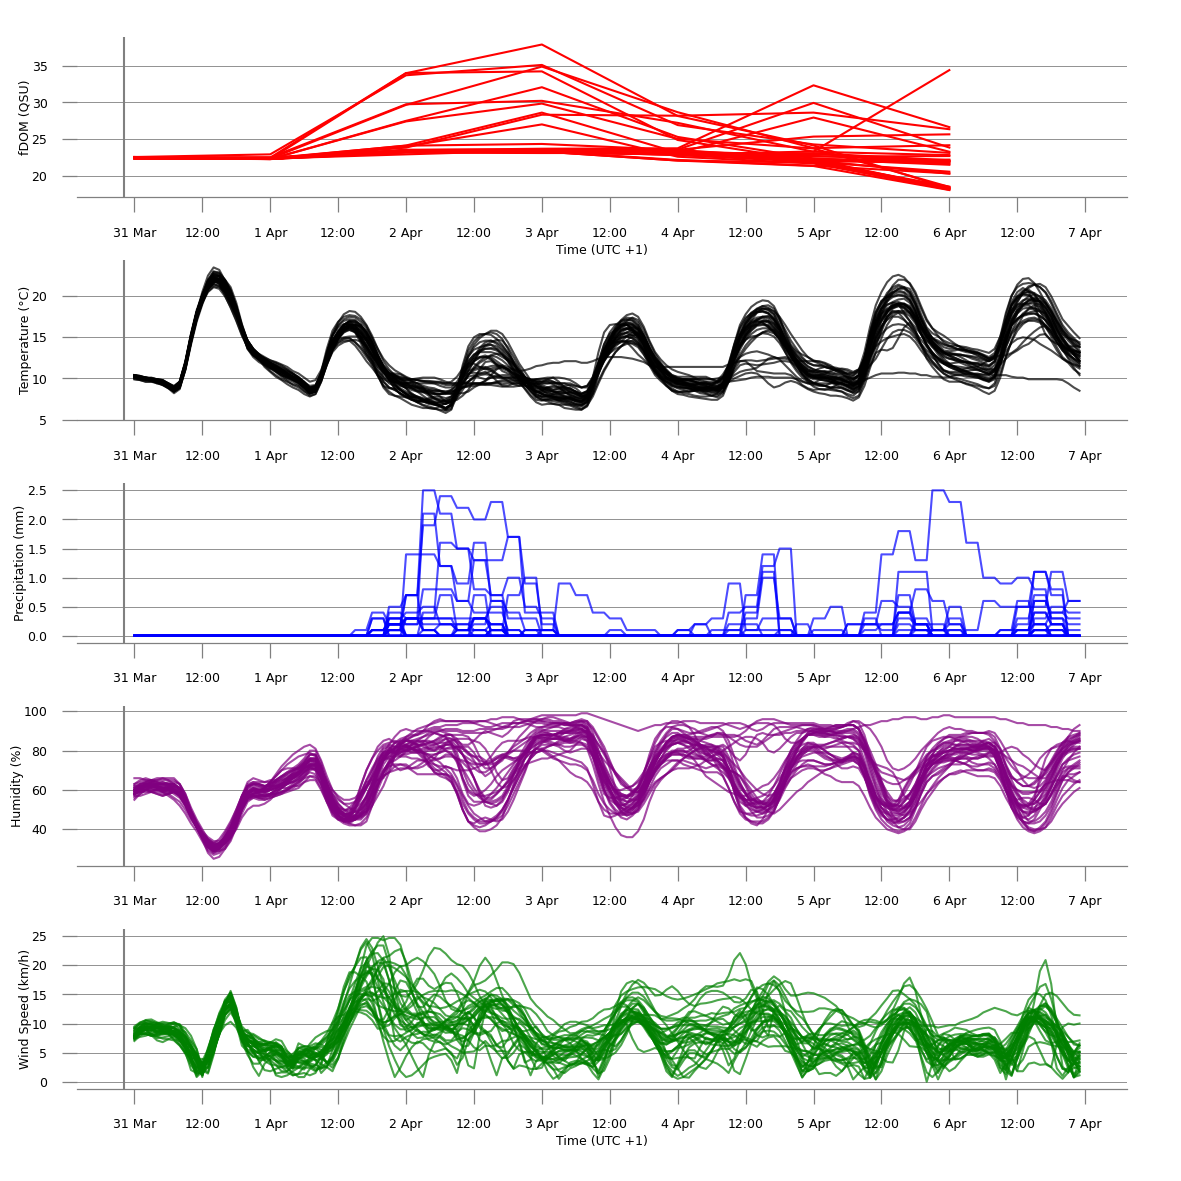 fDOM (QSU)
35
30
25
20
31 Mar 12:00 1 Apr 12:00 2 Apr 12:00 3 Apr 12:00 4 Apr 12:00 5 Apr 12:00 6 Apr 12:00 7 Apr
Time (UTC +1)
Temperature (°C)
20
15
10
5
31 Mar 12:00 1 Apr 12:00 2 Apr 12:00 3 Apr 12:00 4 Apr 12:00 5 Apr 12:00 6 Apr 12:00 7 Apr
Precipitation (mm)
2.5
2.0
1.5
1.0
0.5
0.0
31 Mar 12:00 1 Apr 12:00 2 Apr 12:00 3 Apr 12:00 4 Apr 12:00 5 Apr 12:00 6 Apr 12:00 7 Apr
Humidity (%)
100
80
60
40
31 Mar 12:00 1 Apr 12:00 2 Apr 12:00 3 Apr 12:00 4 Apr 12:00 5 Apr 12:00 6 Apr 12:00 7 Apr
Wind Speed (km/h)
25
20
15
10
5
0
31 Mar 12:00 1 Apr 12:00 2 Apr 12:00 3 Apr 12:00 4 Apr 12:00 5 Apr 12:00 6 Apr 12:00 7 Apr
Time (UTC +1)